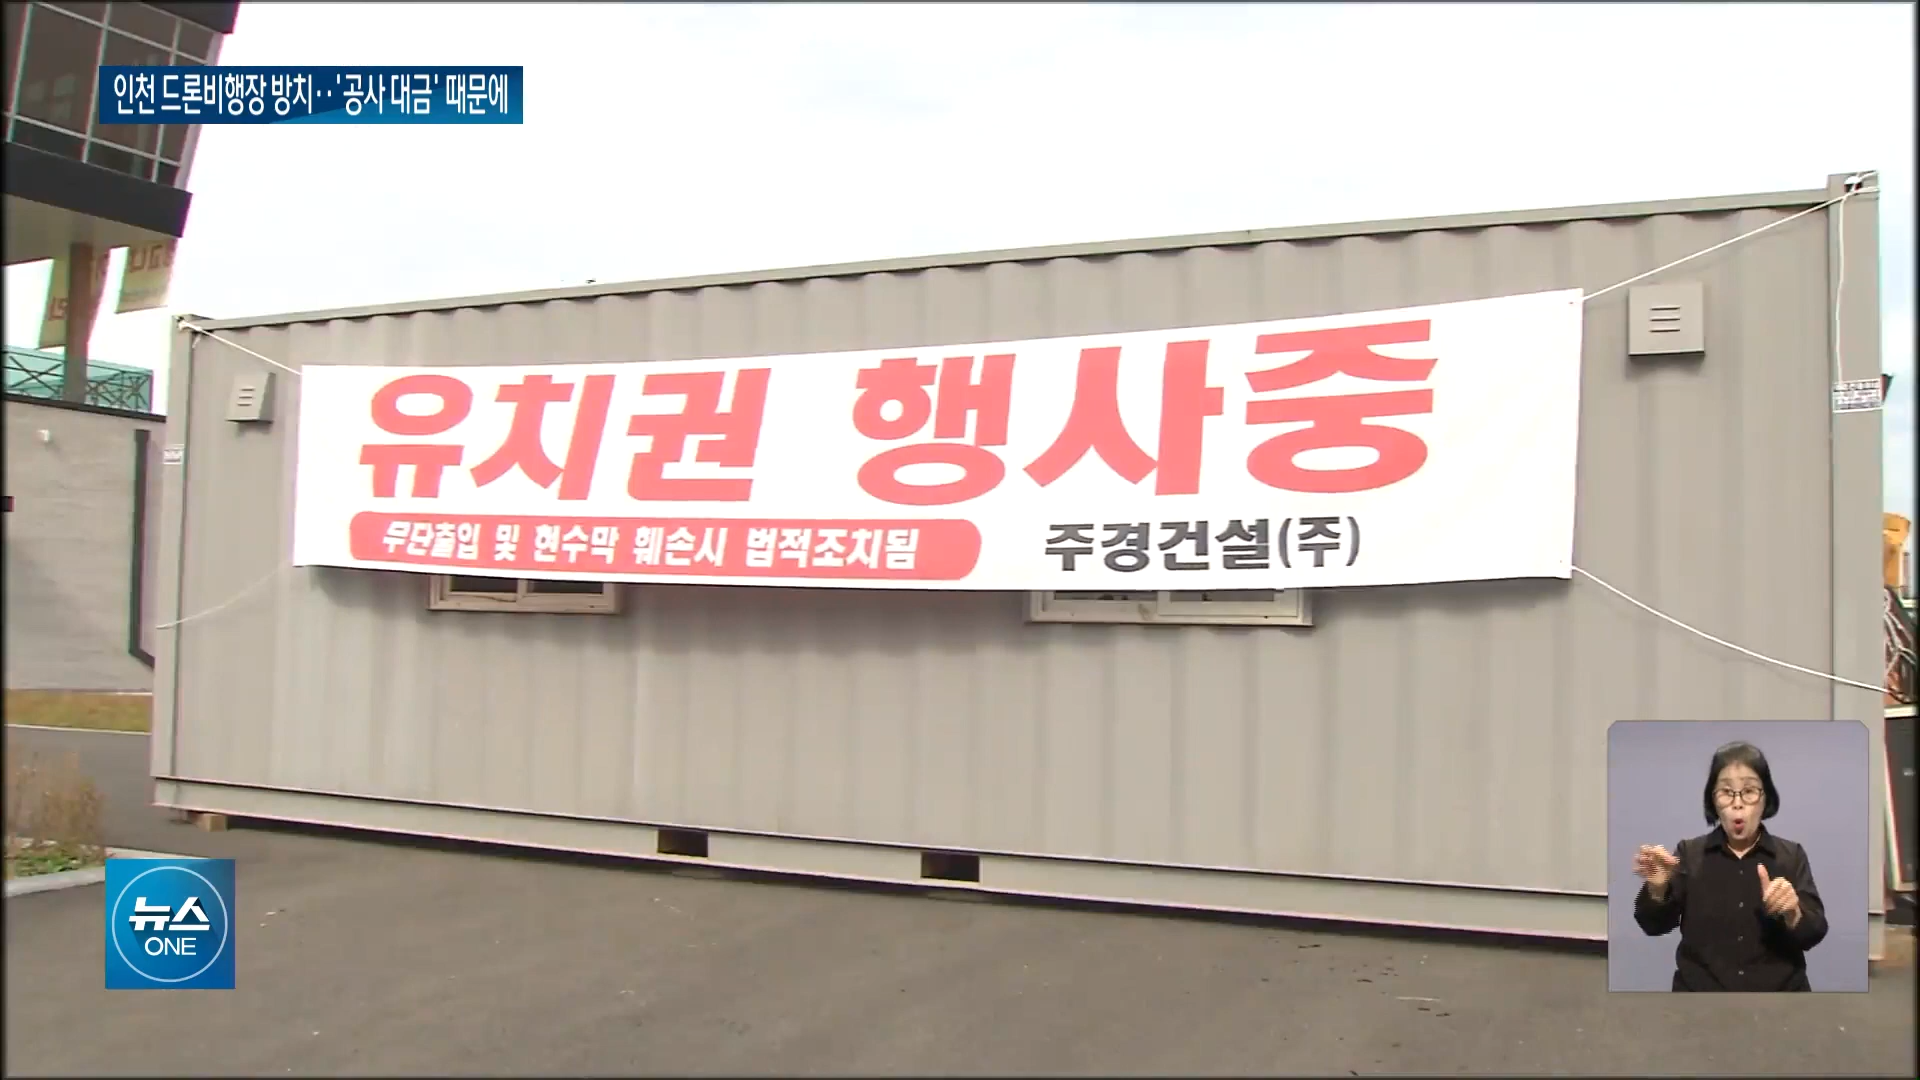 인천 드론비행장 방치‥'공사 대금' 때문에
유치권 행사중
무단출입 및 현수막 훼손시 법적조치됨
주경건설(주)
뉴스
ONE